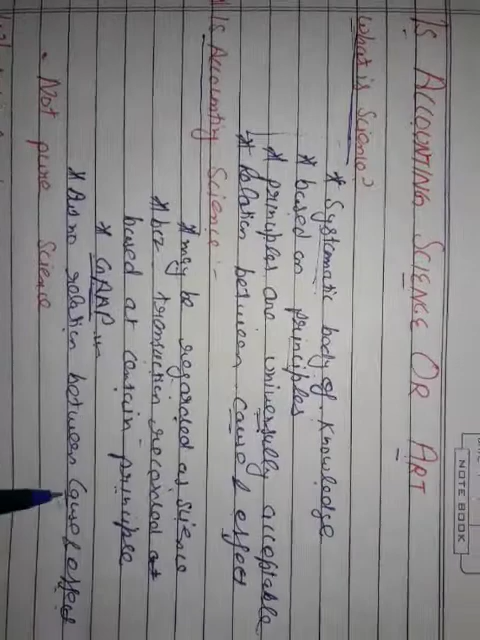 Is ACCOUNTING SCIENCE OR ART
NOTE BOOK
What is Science?
* Systematic body of knowledge
* based on principles
* principles are universally acceptable
* Relation between cause & effect
Is Accounting Science :-
* may be regarded as science
* bcz transaction recorded at
based at certain principle
* GAAP
* As no relation between cause & effect
• Not pure science